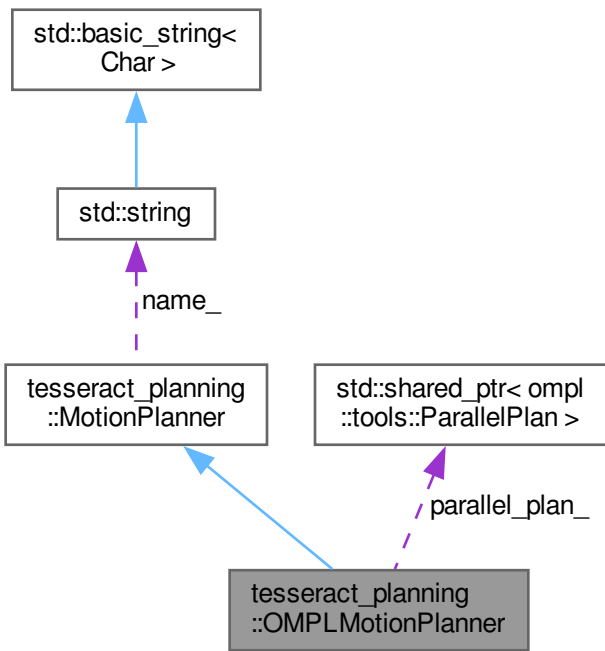 std::basic_string<
Char >
std::string
name_
tesseract_planning
::MotionPlanner
std::shared_ptr< ompl
::tools::ParallelPlan >
parallel_plan_
tesseract_planning
::OMPLMotionPlanner